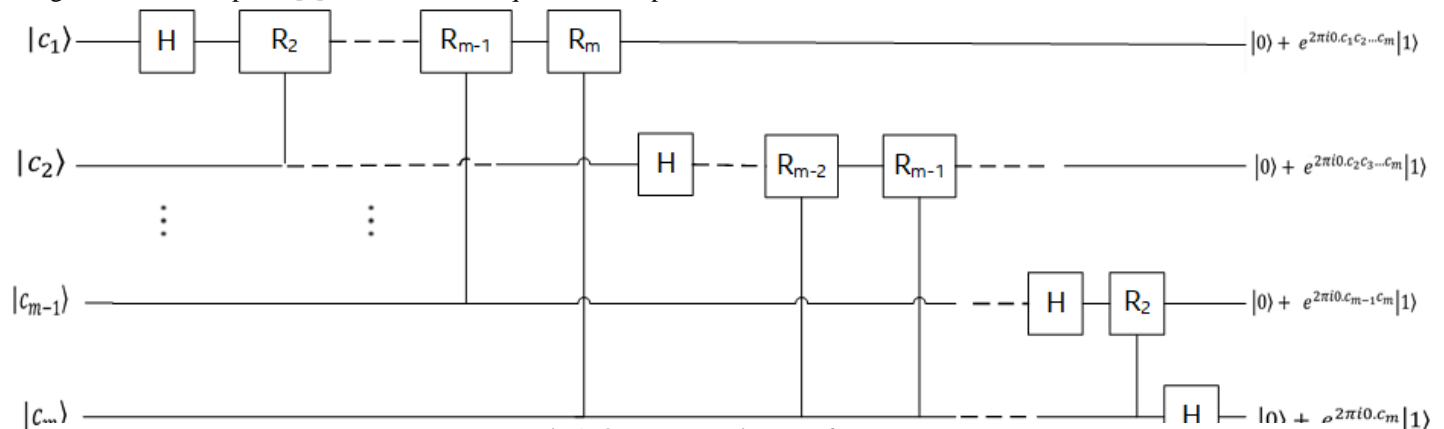 |c₁⟩ H R₂ Rₘ₋₁ Rₘ |0⟩ + e^{2πi0.c₁c₂…cₘ}|1⟩
|c₂⟩ H Rₘ₋₂ Rₘ₋₁ |0⟩ + e^{2πi0.c₂c₃…cₘ}|1⟩
|cₘ₋₁⟩ H R₂ |0⟩ + e^{2πi0.cₘ₋₁cₘ}|1⟩
|cₘ⟩ H |0⟩ + e^{2πi0.cₘ}|1⟩